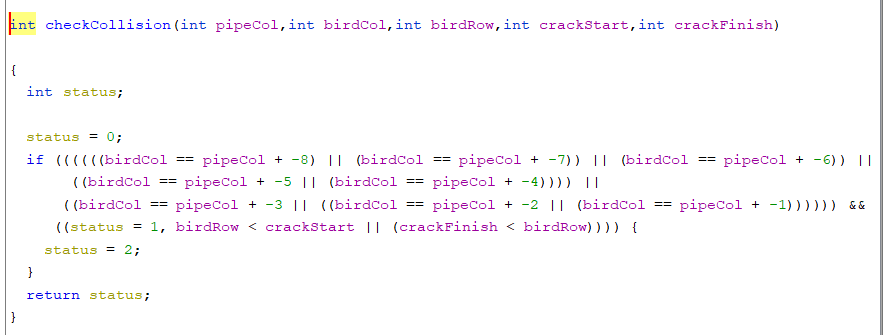 int checkCollision(int pipeCol,int birdCol,int birdRow,int crackStart,int crackFinish)
{
int status;
status = 0;
if ((((((birdCol == pipeCol + -8) || (birdCol == pipeCol + -7)) || (birdCol == pipeCol + -6)) ||
((birdCol == pipeCol + -5 || (birdCol == pipeCol + -4)))) ||
((birdCol == pipeCol + -3 || ((birdCol == pipeCol + -2 || (birdCol == pipeCol + -1)))))) &&
((status = 1, birdRow < crackStart || (crackFinish < birdRow)))) {
status = 2;
}
return status;
}